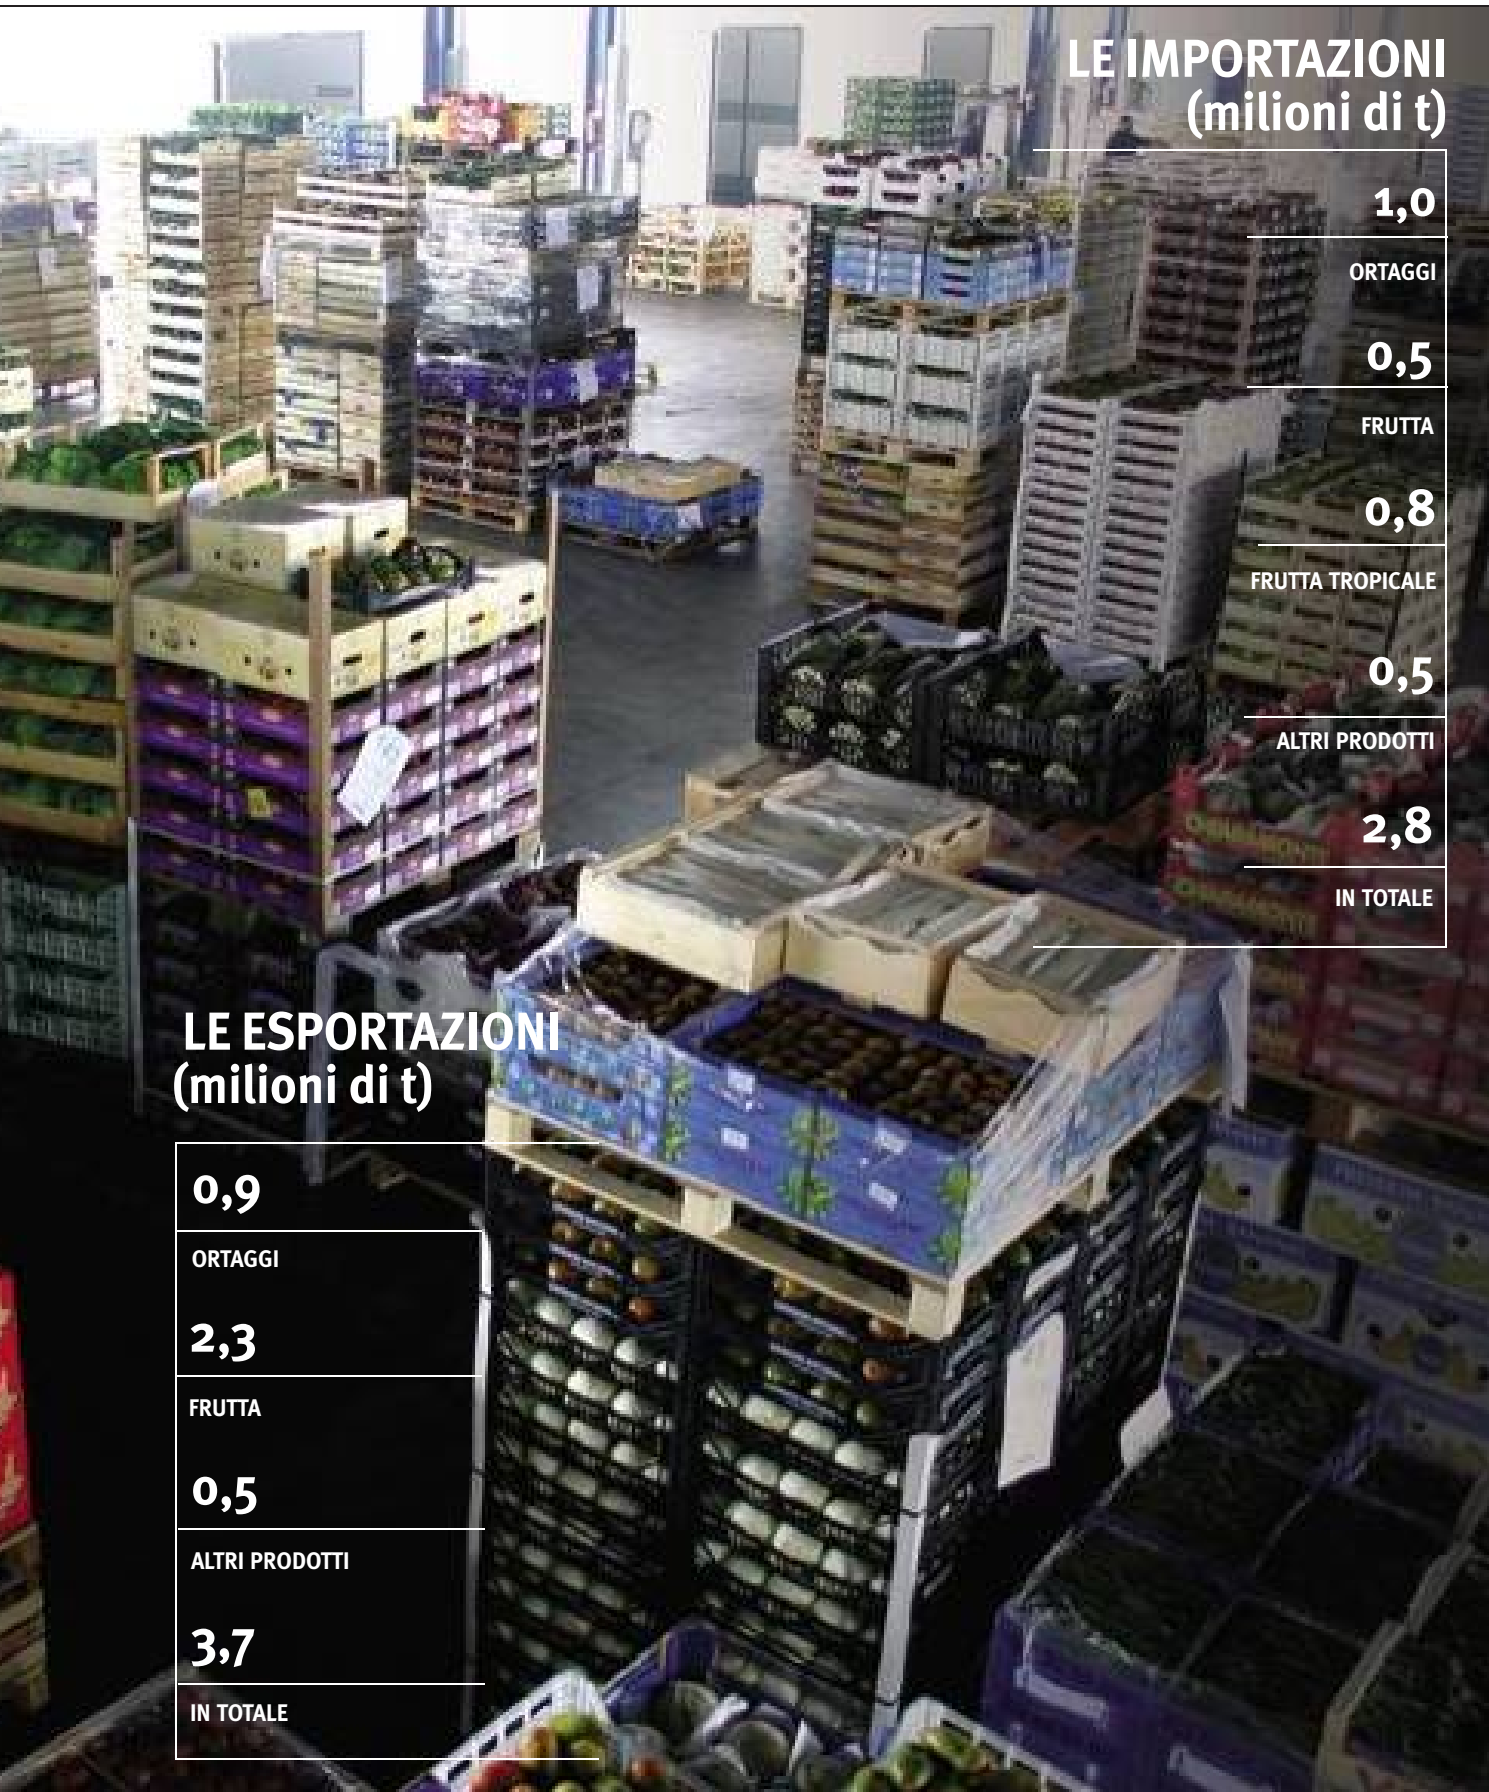 LE IMPORTAZIONI
(milioni di t)
1,0
ORTAGGI
0,5
FRUTTA
0,8
FRUTTA TROPICALE
0,5
ALTRI PRODOTTI
2,8
IN TOTALE
LE ESPORTAZIONI
(milioni di t)
0,9
ORTAGGI
2,3
FRUTTA
0,5
ALTRI PRODOTTI
3,7
IN TOTALE